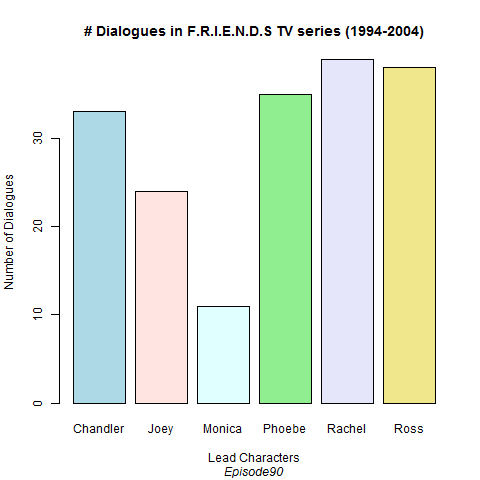 # Dialogues in F.R.I.E.N.D.S TV series (1994-2004)
Number of Dialogues
30
20
10
0
Chandler Joey Monica Phoebe Rachel Ross
Lead Characters
Episode90